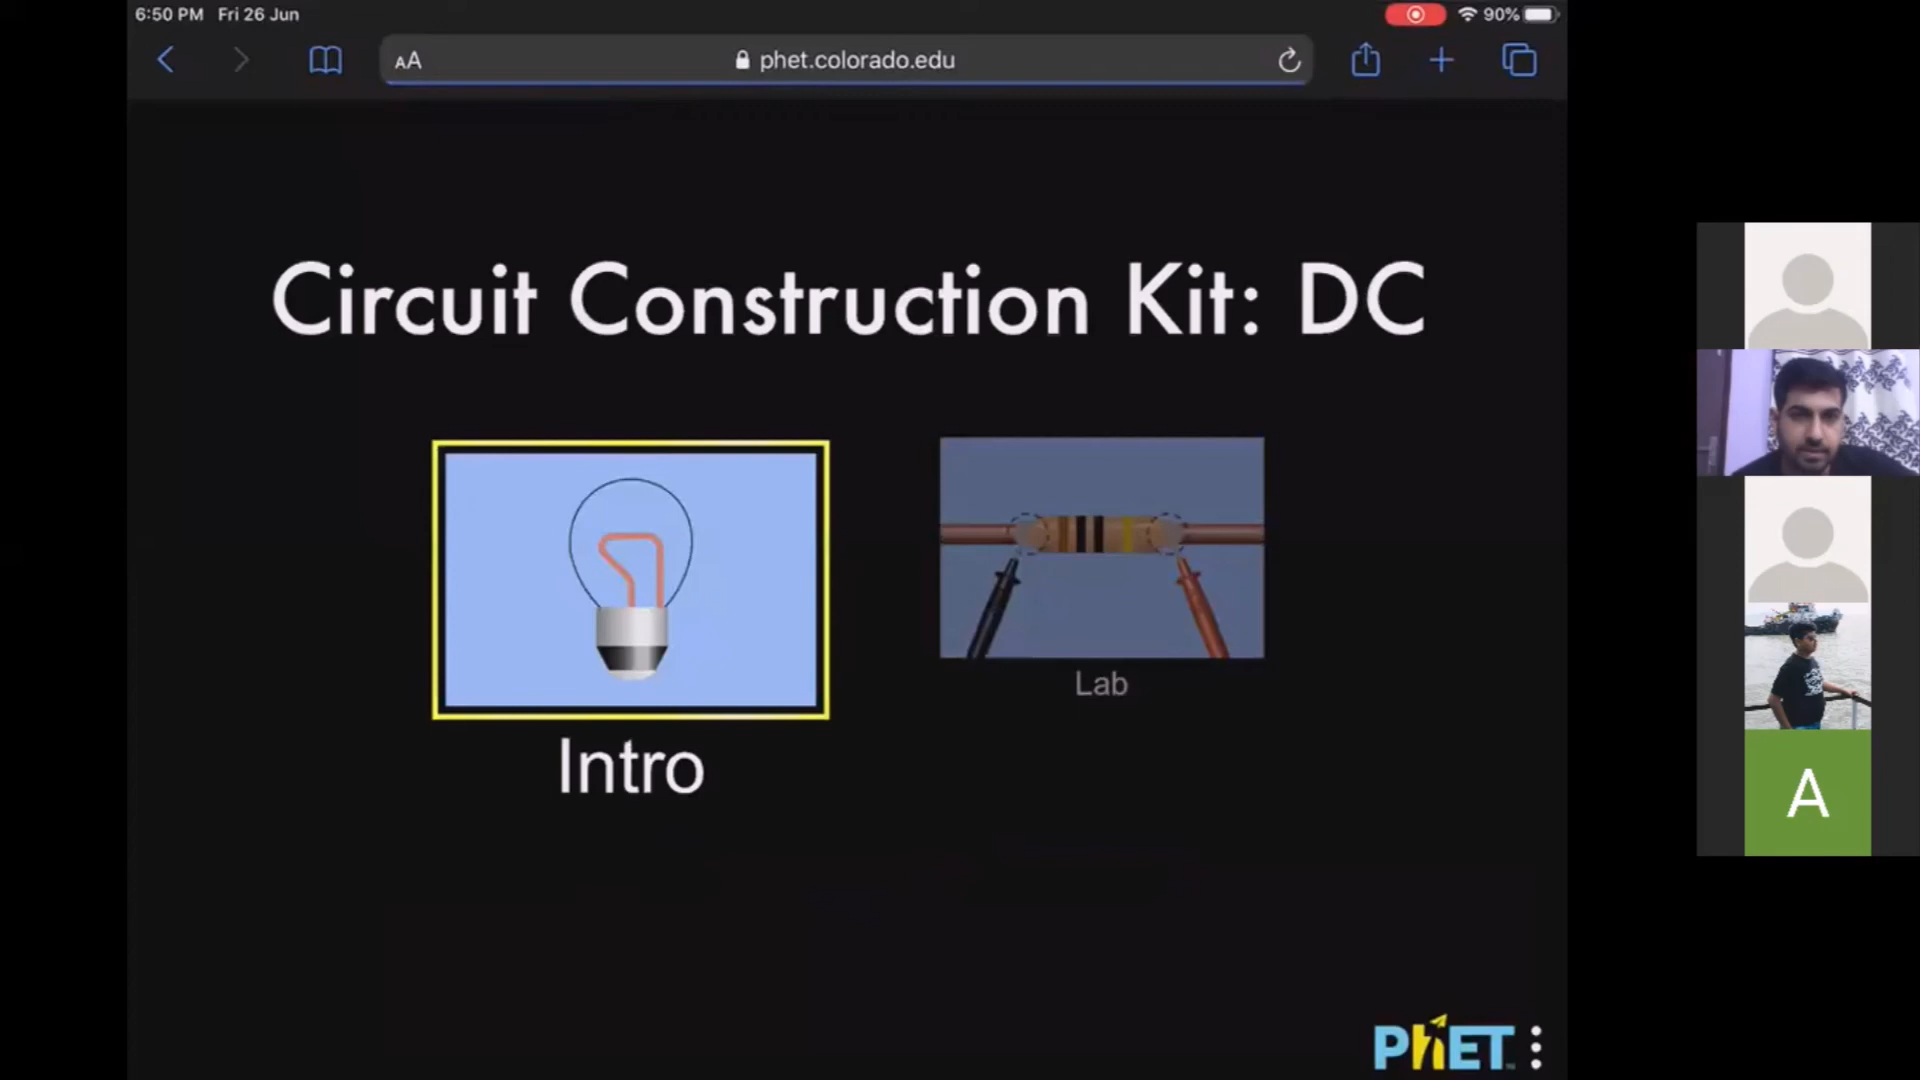 6:50 PM Fri 26 Jun
90%
AA
phet.colorado.edu
Circuit Construction Kit: DC
Intro
Lab
A
PhET